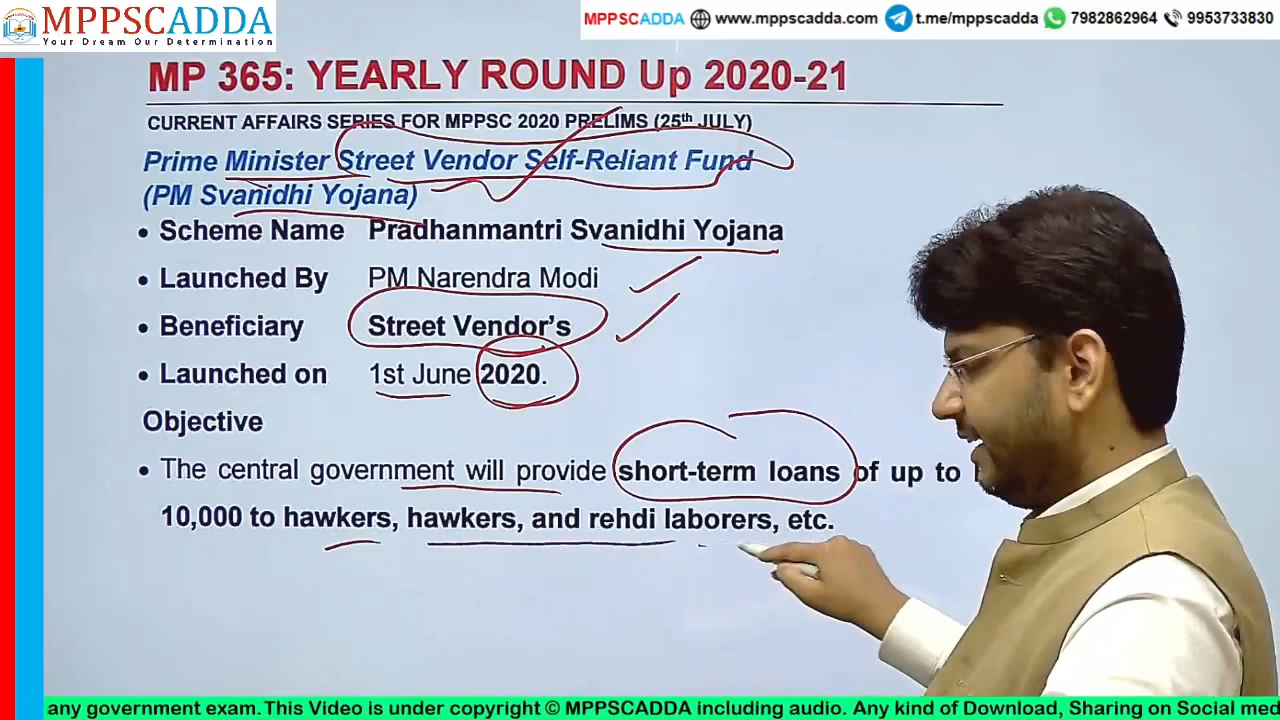 MPPSCADDA
Your Dream Our Determination
MPPSCADDA www.mppscadda.com t.me/mppscadda 7982862964 9953733830
MP 365: YEARLY ROUND Up 2020-21
CURRENT AFFAIRS SERIES FOR MPPSC 2020 PRELIMS (25th JULY)
Prime Minister Street Vendor Self-Reliant Fund
(PM Svanidhi Yojana)
• Scheme Name Pradhanmantri Svanidhi Yojana
• Launched By PM Narendra Modi
• Beneficiary Street Vendor's
• Launched on 1st June 2020.
Objective
• The central government will provide short-term loans of up to
10,000 to hawkers, hawkers, and rehdi laborers, etc.
any government exam. This Video is under copyright © MPPSCADDA including audio. Any kind of Download, Sharing on Social med